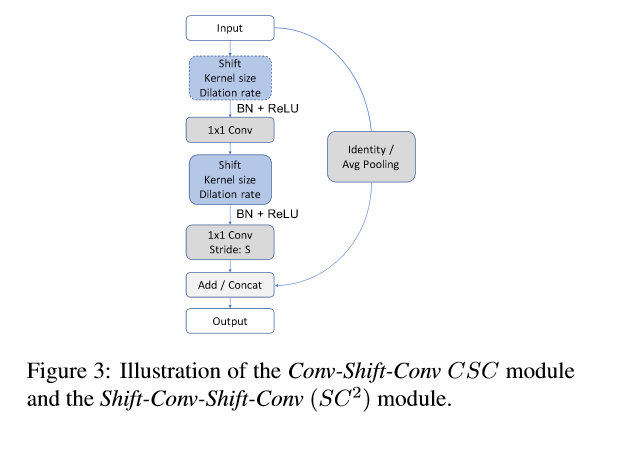 Input
Shift
Kernel size
Dilation rate
BN + ReLU
1x1 Conv
Identity /
Avg Pooling
Shift
Kernel size
Dilation rate
BN + ReLU
1x1 Conv
Stride: S
Add / Concat
Output
Figure 3: Illustration of the Conv-Shift-Conv CSC module
and the Shift-Conv-Shift-Conv (SC²) module.